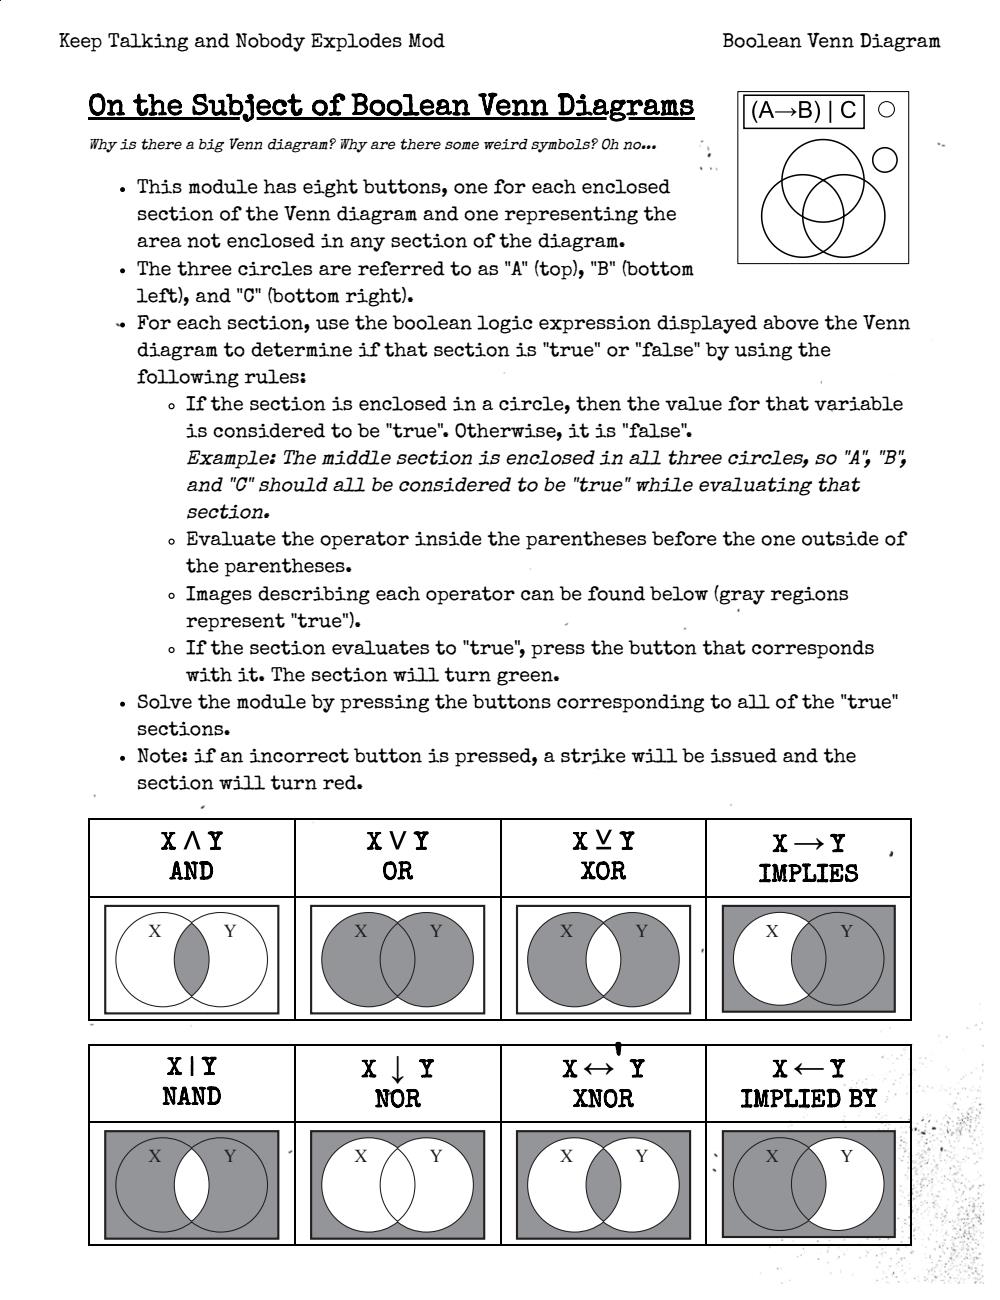 Keep Talking and Nobody Explodes Mod
Boolean Venn Diagram
On the Subject of Boolean Venn Diagrams
(A→B) | C
Why is there a big Venn diagram? Why are there some weird symbols? Oh no...
• This module has eight buttons, one for each enclosed
section of the Venn diagram and one representing the
area not enclosed in any section of the diagram.
• The three circles are referred to as "A" (top), "B" (bottom
left), and "C" (bottom right).
• For each section, use the boolean logic expression displayed above the Venn
diagram to determine if that section is "true" or "false" by using the
following rules:
◦ If the section is enclosed in a circle, then the value for that variable
is considered to be "true". Otherwise, it is "false".
Example: The middle section is enclosed in all three circles, so "A", "B",
and "C" should all be considered to be "true" while evaluating that
section.
◦ Evaluate the operator inside the parentheses before the one outside of
the parentheses.
◦ Images describing each operator can be found below (gray regions
represent "true").
◦ If the section evaluates to "true", press the button that corresponds
with it. The section will turn green.
• Solve the module by pressing the buttons corresponding to all of the "true"
sections.
• Note: if an incorrect button is pressed, a strike will be issued and the
section will turn red.
X ∧ Y
AND
X ∨ Y
OR
X ⊻ Y
XOR
X → Y
IMPLIES
X Y
X Y
X Y
X Y
X | Y
NAND
X ↓ Y
NOR
X ↔ Y
XNOR
X ← Y
IMPLIED BY
X Y
X Y
X Y
X Y